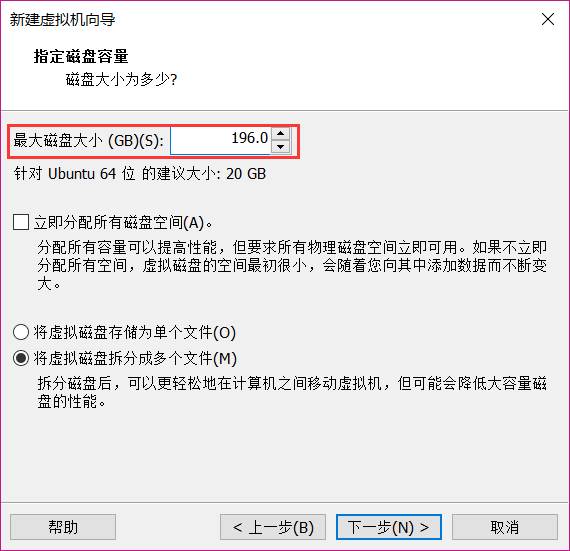 新建虚拟机向导
指定磁盘容量
磁盘大小为多少?
最大磁盘大小 (GB)(S): 196.0
针对 Ubuntu 64 位 的建议大小: 20 GB
立即分配所有磁盘空间(A)。
分配所有容量可以提高性能，但要求所有物理磁盘空间立即可用。如果不立即
分配所有空间，虚拟磁盘的空间最初很小，会随着您向其中添加数据而不断变
大。
将虚拟磁盘存储为单个文件(O)
将虚拟磁盘拆分成多个文件(M)
拆分磁盘后，可以更轻松地在计算机之间移动虚拟机，但可能会降低大容量磁
盘的性能。
帮助 < 上一步(B) 下一步(N) > 取消